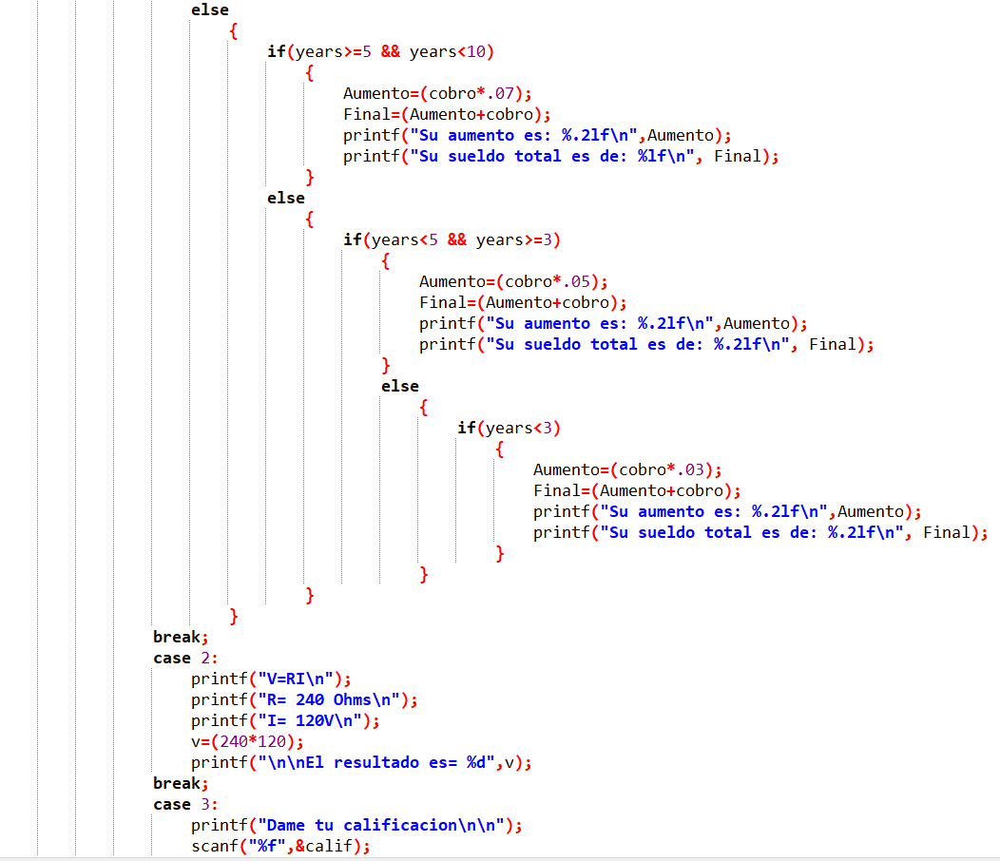 else
{
if(years>=5 && years<10)
{
Aumento=(cobro*.07);
Final=(Aumento+cobro);
printf("Su aumento es: %.2lf\n",Aumento);
printf("Su sueldo total es de: %lf\n", Final);
}
else
{
if(years<5 && years>=3)
{
Aumento=(cobro*.05);
Final=(Aumento+cobro);
printf("Su aumento es: %.2lf\n",Aumento);
printf("Su sueldo total es de: %.2lf\n", Final);
}
else
{
if(years<3)
{
Aumento=(cobro*.03);
Final=(Aumento+cobro);
printf("Su aumento es: %.2lf\n",Aumento);
printf("Su sueldo total es de: %.2lf\n", Final);
}
}
}
}
break;
case 2:
printf("V=RI\n");
printf("R= 240 Ohms\n");
printf("I= 120V\n");
v=(240*120);
printf("\n\nEl resultado es= %d",v);
break;
case 3:
printf("Dame tu calificacion\n\n");
scanf("%f",&calif);